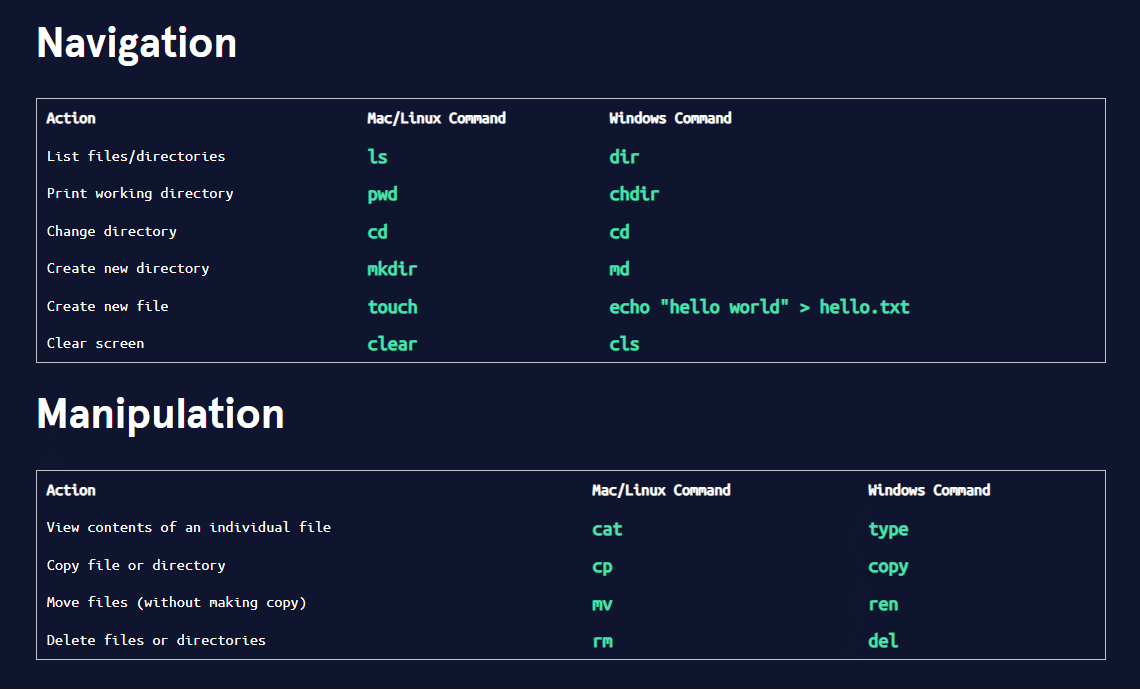 Navigation
Action Mac/Linux Command Windows Command
List files/directories ls dir
Print working directory pwd chdir
Change directory cd cd
Create new directory mkdir md
Create new file touch echo "hello world" > hello.txt
Clear screen clear cls
Manipulation
Action Mac/Linux Command Windows Command
View contents of an individual file cat type
Copy file or directory cp copy
Move files (without making copy) mv ren
Delete files or directories rm del